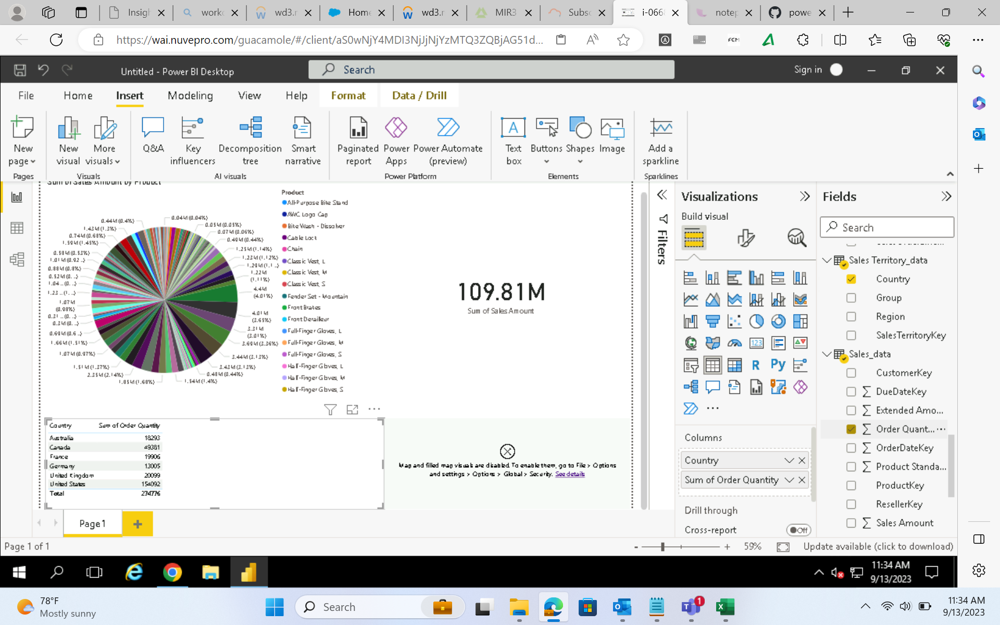 Insigh
work
wd3.r
Home
wd3.r
MIR3
Subsc
i-066
notep
powe
https://wai.nuvepro.com/guacamole/#/client/aS0wNjY4MDI3NjJjNjYzMTQ3ZQBjAG51d...
FCM
Untitled - Power BI Desktop
Search
Sign in
File Home Insert Modeling View Help Format Data / Drill
New page
New visual
More visuals
Q&A
Key influencers
Decomposition tree
Smart narrative
Paginated report
Power Apps
Power Automate (preview)
Text box
Buttons
Shapes
Image
Add a sparkline
Pages Visuals AI visuals Power Platform Elements Sparklines
Sum of Sales Amount by Product
0.44M (0.4%)
1.43M (1.3%)
0.74M (0.68%)
1.59M (1.45%)
0.58M (0.53%)
1.01M (0.92...)
0.88M (0.8%)
0.52M (0...)
1.04... (0...)
1.23... (1...)
1.07M (0.98%)
0.31... (0...)
0.3M (0...)
0.69M (0.6...)
1.66M (1.51%)
1.07M (0.97%)
1.51M (1.37%)
2.35M (2.14%)
1.85M (1.68%)
0.04M (0.04%)
0.05M (0.05%)
0.07M (0.06%)
0.49M (0.44%)
1.25M (1.14%)
1.23M (1.12%)
1.20M (1.1...)
1.22M (1.11%)
4.4M (4.01%)
4.01M (3.65%)
3.31M (3.01%)
3.69M (3.36%)
3.44M (3.13%)
3.43M (3.13%)
0.48M (0.44%)
1.54M (1.4%)
Product
All-Purpose Bike Stand
AWC Logo Cap
Bike Wash - Dissolver
Cable Lock
Chain
Classic Vest, L
Classic Vest, M
Classic Vest, S
Fender Set - Mountain
Front Brakes
Front Derailleur
Full-Finger Gloves, L
Full-Finger Gloves, M
Full-Finger Gloves, S
Half-Finger Gloves, L
Half-Finger Gloves, M
Half-Finger Gloves, S
109.81M
Sum of Sales Amount
Country Sum of Order Quantity
Australia 18293
Canada 49381
France 19906
Germany 13005
United Kingdom 20099
United States 154092
Total 274776
Map and filled map visuals are disabled. To enable them, go to File > Options
and settings > Options > Global > Security. See details
Filters
Visualizations
Build visual
123
R
Py
Columns
Country
Sum of Order Quantity
Drill through
Cross-report
Off
Fields
Search
Sales Territory_data
Country
Group
Region
SalesTerritoryKey
Sales_data
CustomerKey
DueDateKey
Extended Amo...
Order Quant...
OrderDateKey
Product Standa...
ProductKey
ResellerKey
Sales Amount
Page 1
Page 1 of 1
- + 59%
Update available (click to download)
11:34 AM
9/13/2023
78°F
Mostly sunny
Search
1
11:34 AM
9/13/2023